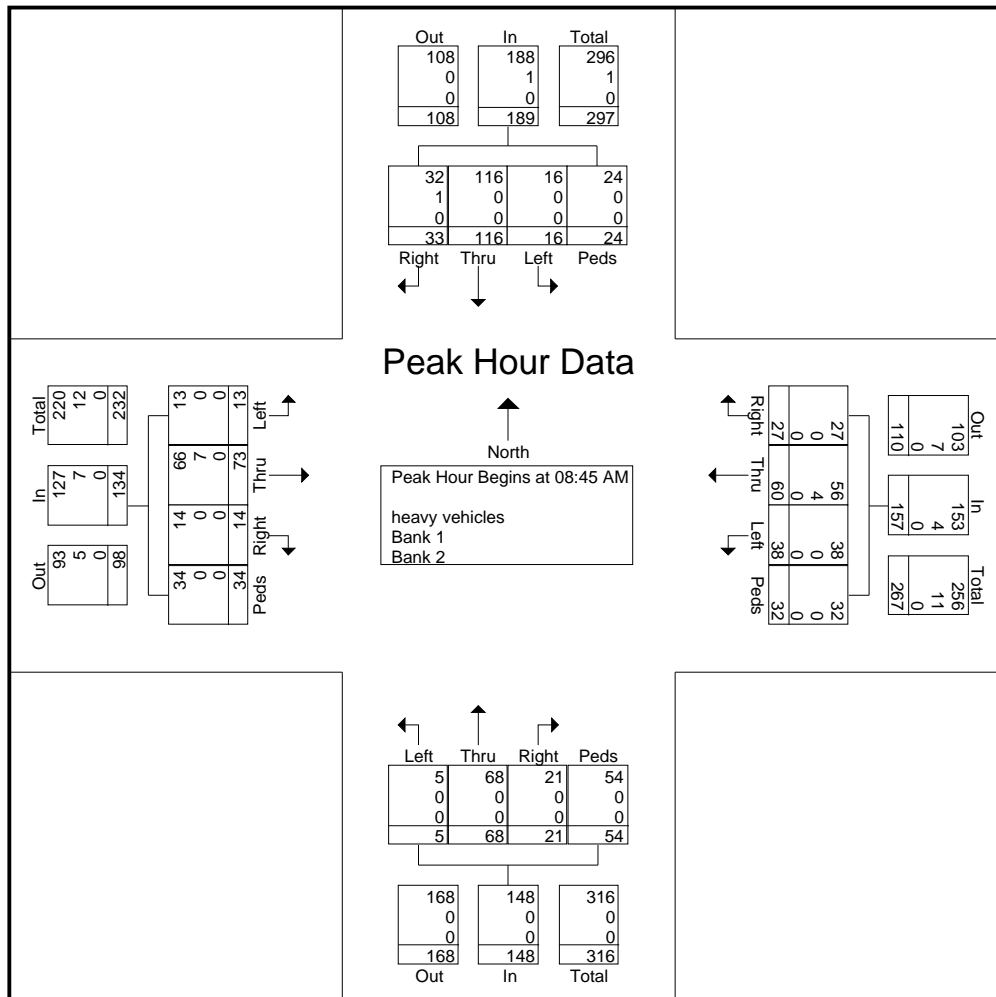 Out In Total
108 188 296
0 1 1
0 0 0
108 189 297
32 116 16 24
1 0 0 0
0 0 0 0
33 116 16 24
Right Thru Left Peds
Peak Hour Data
North
Peak Hour Begins at 08:45 AM
heavy vehicles
Bank 1
Bank 2
Total
220
12
0
232
In
127
7
0
134
Out
93
5
0
98
13
0
0
13
Left
66
7
0
73
Thru
14
0
0
14
Right
34
0
0
34
Peds
Right
27
0
0
27
Thru
60
0
4
56
Left
38
0
0
38
Peds
32
0
0
32
Out
103
7
0
110
In
153
4
0
157
Total
256
11
0
267
Left Thru Right Peds
5 68 21 54
0 0 0 0
0 0 0 0
5 68 21 54
168 148 316
0 0 0
0 0 0
168 148 316
Out In Total